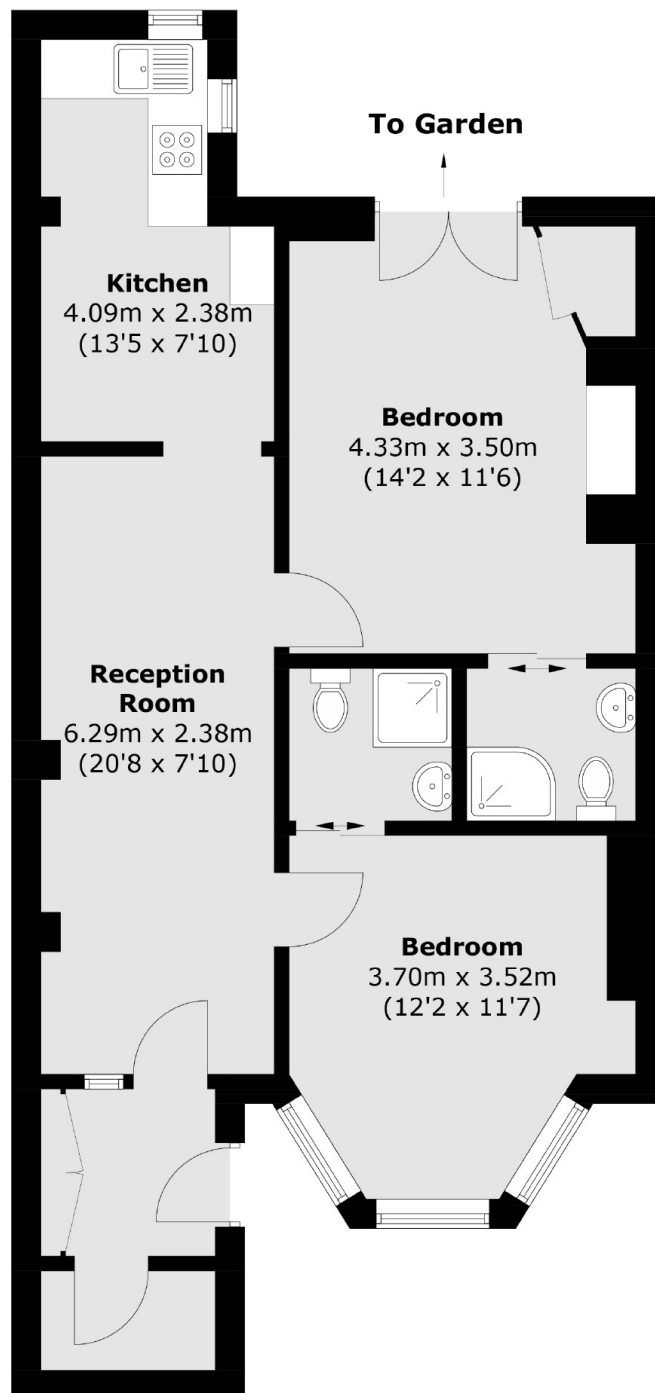 To Garden
Kitchen
4.09m x 2.38m
(13'5 x 7'10)
Bedroom
4.33m x 3.50m
(14'2 x 11'6)
Reception
Room
6.29m x 2.38m
(20'8 x 7'10)
Bedroom
3.70m x 3.52m
(12'2 x 11'7)